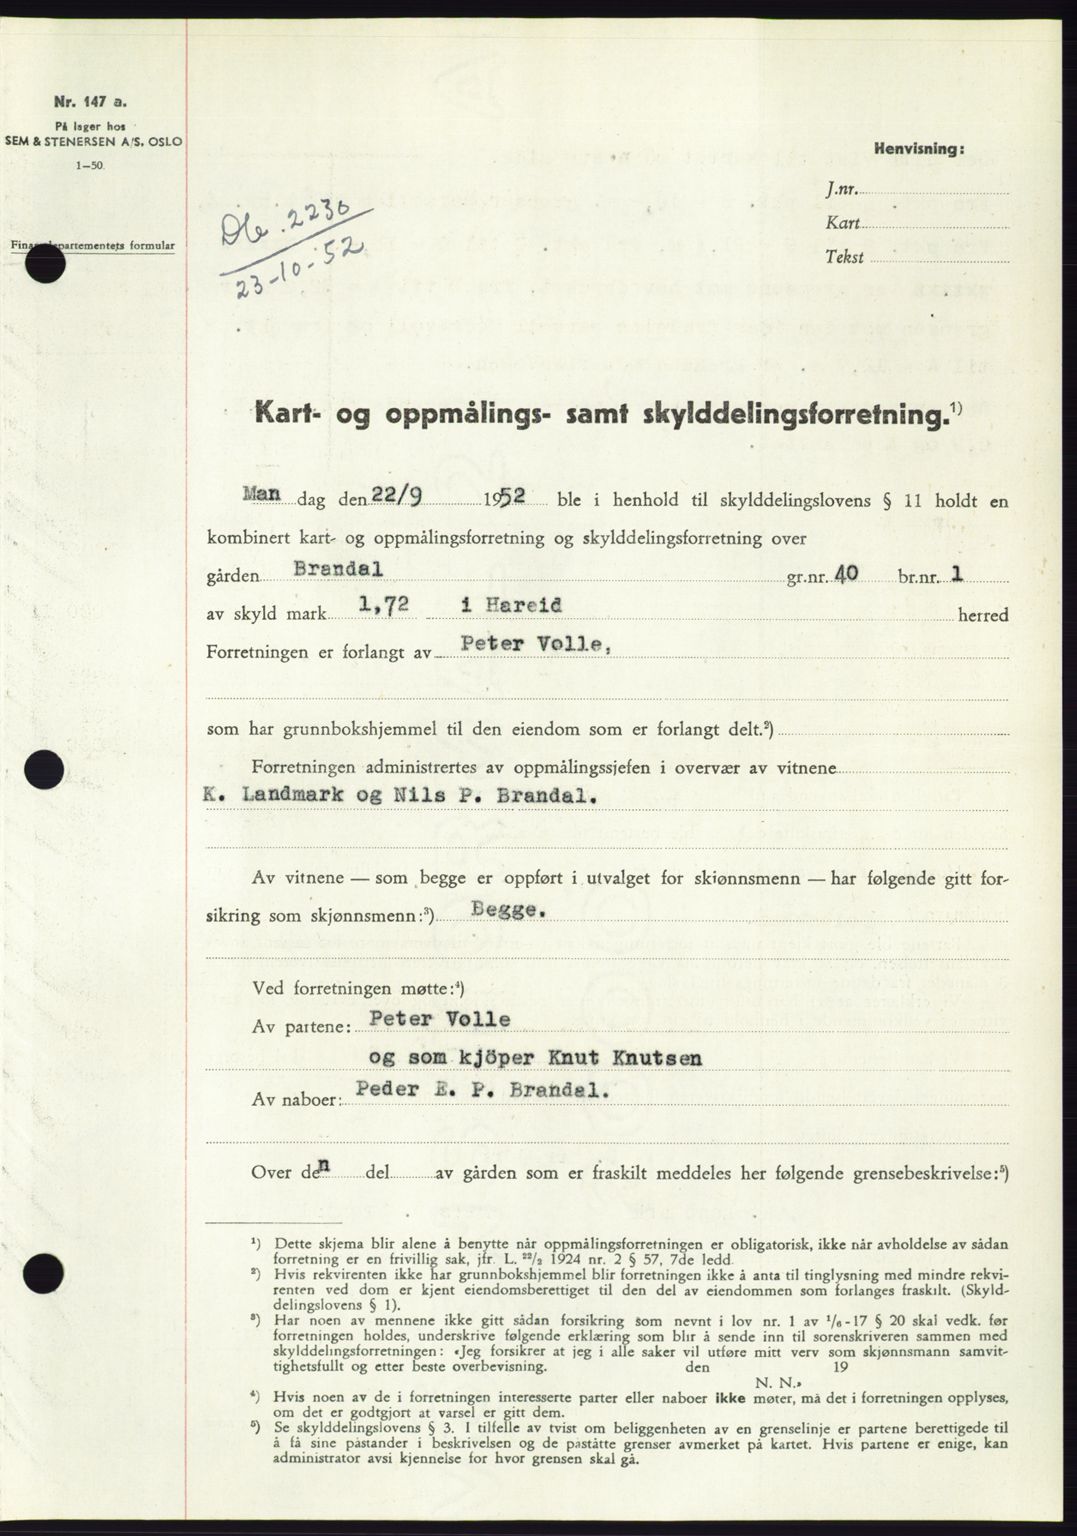 Nr. 147 a.
På lager hos
SEM & STENERSEN A/S, OSLO
1—50.
Finansdepartementets formular
Dle. 2230
23-10-52
Henvisning:
J.nr.
Kart
Tekst
Kart- og oppmålings- samt skylddelingsforretning.¹)
Man dag den 22/9 1952 ble i henhold til skylddelingslovens § 11 holdt en
kombinert kart- og oppmålingsforretning og skylddelingsforretning over
gården Brandal gr.nr. 40 br.nr. 1
av skyld mark 1,72 i Hareid herred
Forretningen er forlangt av Peter Volle,
som har grunnbokshjemmel til den eiendom som er forlangt delt.²)
Forretningen administrertes av oppmålingssjefen i overvær av vitnene
K. Landmark og Nils P. Brandal.
Av vitnene — som begge er oppført i utvalget for skjønnsmenn — har følgende gitt for-
sikring som skjønnsmenn:³) Begge.
Ved forretningen møtte:⁴)
Av partene: Peter Volle
og som kjöper Knut Knutsen
Av naboer: Peder E. P. Brandal.
Over den del av gården som er fraskilt meddeles her følgende grensebeskrivelse:⁵)
¹) Dette skjema blir alene å benytte når oppmålingsforretningen er obligatorisk, ikke når avholdelse av sådan
forretning er en frivillig sak, jfr. L. ²²/₂ 1924 nr. 2 § 57, 7de ledd.
²) Hvis rekvirenten ikke har grunnbokshjemmel blir forretningen ikke å anta til tinglysning med mindre rekvi-
renten ved dom er kjent eiendomsberettiget til den del av eiendommen som forlanges fraskilt. (Skyld-
delingslovens § 1).
³) Har noen av mennene ikke gitt sådan forsikring som nevnt i lov nr. 1 av ¹/₆-17 § 20 skal vedk. før
forretningen holdes, underskrive følgende erklæring som blir å sende inn til sorenskriveren sammen med
skylddelingsforretningen: «Jeg forsikrer at jeg i alle saker vil utføre mitt verv som skjønnsmann samvit-
tighetsfullt og etter beste overbevisning. den 19
N. N.»
⁴) Hvis noen av de i forretningen interesserte parter eller naboer ikke møter, må det i forretningen opplyses,
om det er godtgjort at varsel er gitt dem.
⁵) Se skylddelingslovens § 3. I tilfelle av tvist om beliggenheten av en grenselinje er partene berettigede til
å få sine påstander i beskrivelsen og de påståtte grenser avmerket på kartet. Hvis partene er enige, kan
administrator avsi kjennelse for hvor grensen skal gå.